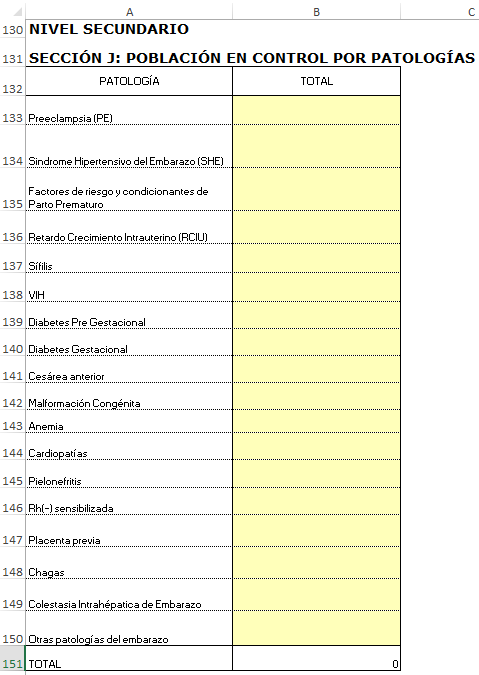 A B C
130 NIVEL SECUNDARIO
131 SECCIÓN J: POBLACIÓN EN CONTROL POR PATOLOGÍAS
132 PATOLOGÍA TOTAL
133 Preeclampsia (PE)
134 Sindrome Hipertensivo del Embarazo (SHE)
Factores de riesgo y condicionantes de
135 Parto Prematuro
136 Retardo Crecimiento Intrauterino (RCIU)
137 Sífilis
138 VIH
139 Diabetes Pre Gestacional
140 Diabetes Gestacional
141 Cesárea anterior
142 Malformación Congénita
143 Anemia
144 Cardiopatías
145 Pielonefritis
146 Rh(-) sensibilizada
147 Placenta previa
148 Chagas
149 Colestasia Intrahépatica de Embarazo
150 Otras patologías del embarazo
151 TOTAL 0